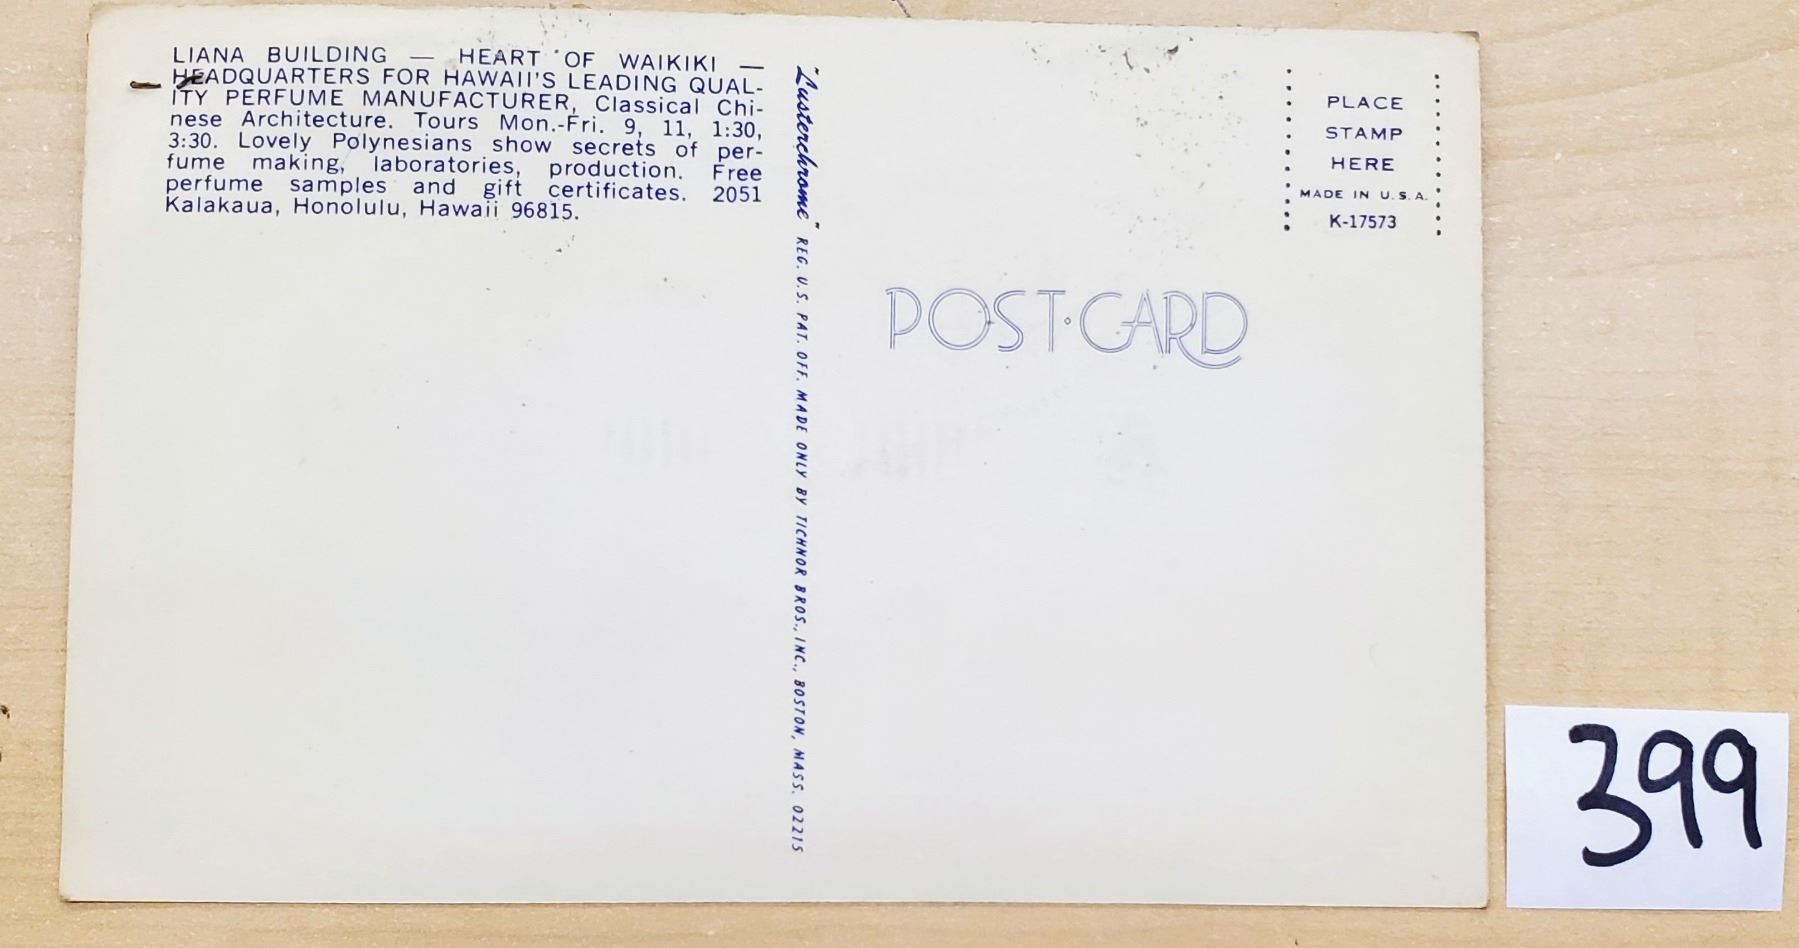 LIANA BUILDING — HEART OF WAIKIKI —
HEADQUARTERS FOR HAWAII'S LEADING QUAL-
ITY PERFUME MANUFACTURER, Classical Chi-
nese Architecture. Tours Mon.-Fri. 9, 11, 1:30,
3:30. Lovely Polynesians show secrets of per-
fume making, laboratories, production. Free
perfume samples and gift certificates. 2051
Kalakaua, Honolulu, Hawaii 96815.
"Lusterchrome" REG. U.S. PAT. OFF. MADE ONLY BY TICHNOR BROS., INC., BOSTON, MASS. 02215
PLACE
STAMP
HERE
MADE IN U.S.A.
K-17573
POST·CARD
399